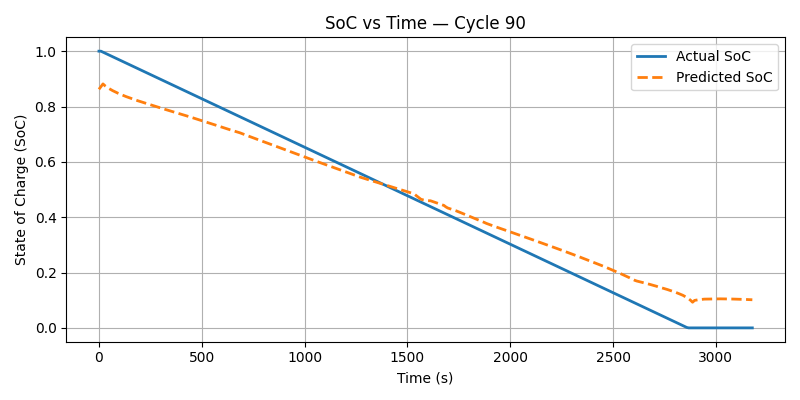 SoC vs Time — Cycle 90
Actual SoC
Predicted SoC
State of Charge (SoC)
1.0
0.8
0.6
0.4
0.2
0.0
0 500 1000 1500 2000 2500 3000
Time (s)